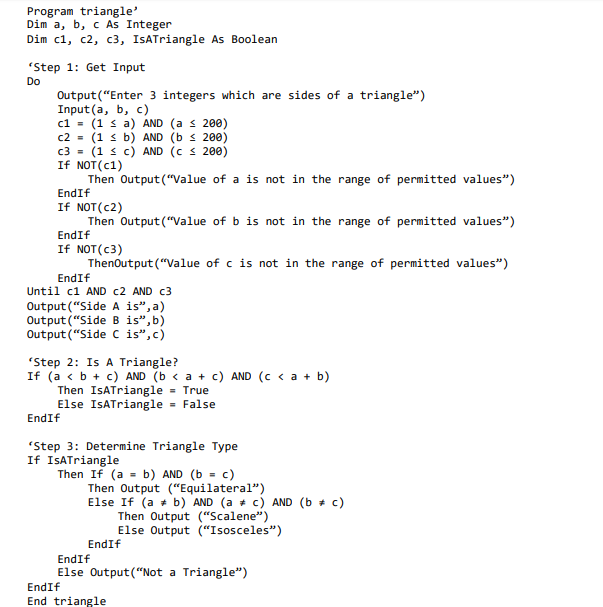 Program triangle’
Dim a, b, c As Integer
Dim c1, c2, c3, IsATriangle As Boolean

‘Step 1: Get Input
Do
    Output(“Enter 3 integers which are sides of a triangle”)
    Input(a, b, c)
    c1 = (1 ≤ a) AND (a ≤ 200)
    c2 = (1 ≤ b) AND (b ≤ 200)
    c3 = (1 ≤ c) AND (c ≤ 200)
    If NOT(c1)
        Then Output(“Value of a is not in the range of permitted values”)
    EndIf
    If NOT(c2)
        Then Output(“Value of b is not in the range of permitted values”)
    EndIf
    If NOT(c3)
        ThenOutput(“Value of c is not in the range of permitted values”)
    EndIf
Until c1 AND c2 AND c3
Output(“Side A is”,a)
Output(“Side B is”,b)
Output(“Side C is”,c)

‘Step 2: Is A Triangle?
If (a < b + c) AND (b < a + c) AND (c < a + b)
    Then IsATriangle = True
    Else IsATriangle = False
EndIf

‘Step 3: Determine Triangle Type
If IsATriangle
    Then If (a = b) AND (b = c)
        Then Output (“Equilateral”)
        Else If (a ≠ b) AND (a ≠ c) AND (b ≠ c)
            Then Output (“Scalene”)
            Else Output (“Isosceles”)
        EndIf
    EndIf
    Else Output(“Not a Triangle”)
EndIf
End triangle